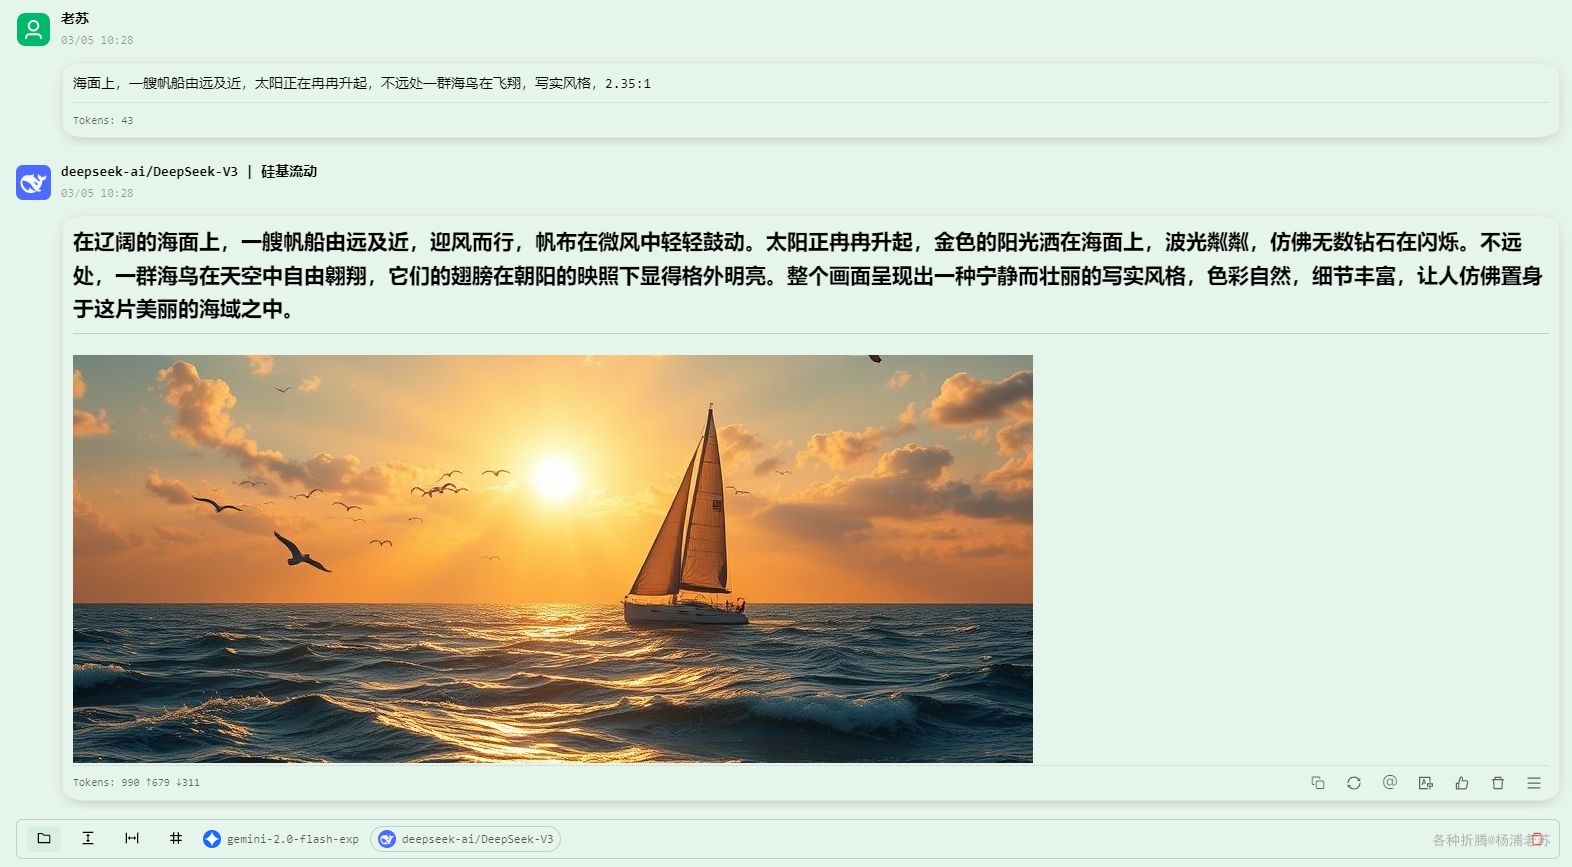 老苏
03/05 10:28
海面上，一艘帆船由远及近，太阳正在冉冉升起，不远处一群海鸟在飞翔，写实风格，2.35:1
Tokens: 43
deepseek-ai/DeepSeek-V3 | 硅基流动
03/05 10:28
在辽阔的海面上，一艘帆船由远及近，迎风而行，帆布在微风中轻轻鼓动。太阳正冉冉升起，金色的阳光洒在海面上，波光粼粼，仿佛无数钻石在闪烁。不远
处，一群海鸟在天空中自由翱翔，它们的翅膀在朝阳的映照下显得格外明亮。整个画面呈现出一种宁静而壮丽的写实风格，色彩自然，细节丰富，让人仿佛置身
于这片美丽的海域之中。
Tokens: 990 ↑679 ↓311
gemini-2.0-flash-exp
deepseek-ai/DeepSeek-V3
各种折腾@杨浦老苏